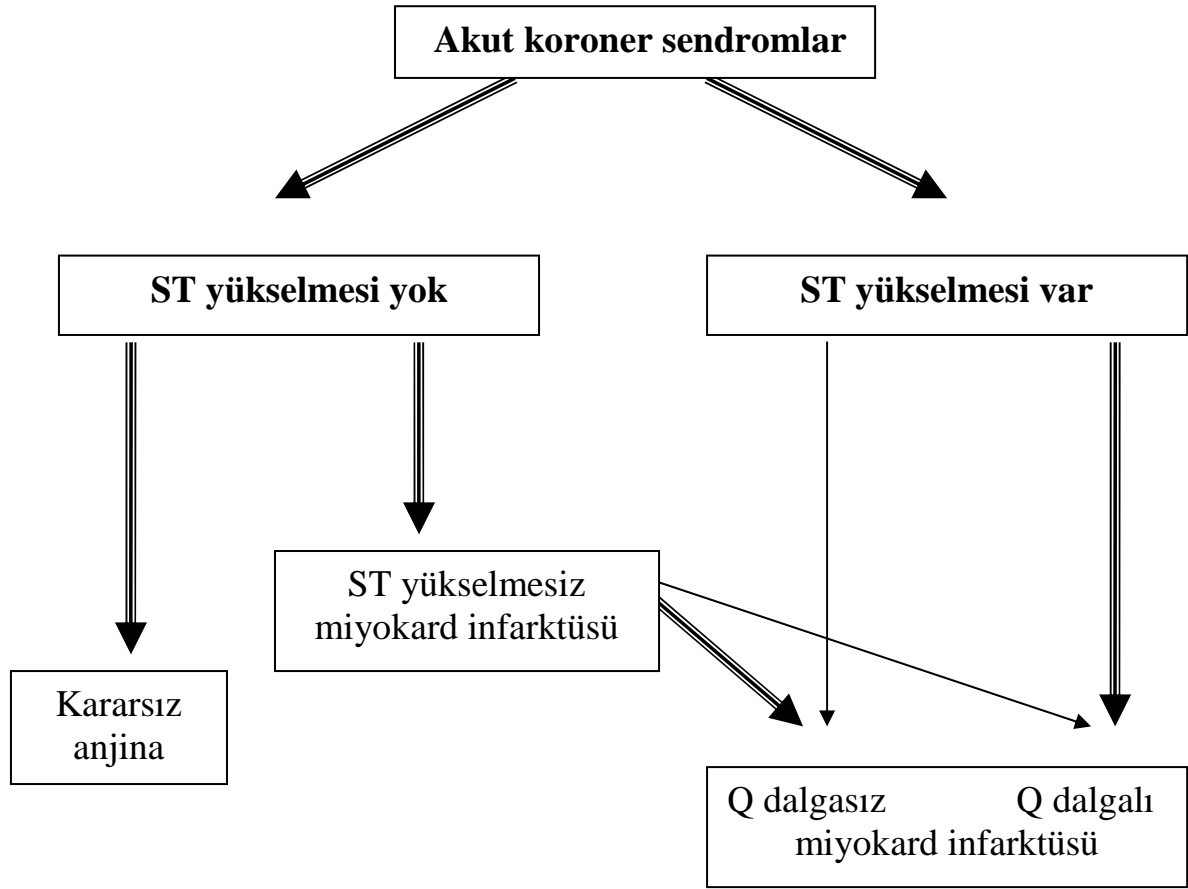 Akut koroner sendromlar
ST yükselmesi yok
ST yükselmesi var
ST yükselmesiz
miyokard infarktüsü
Kararsız
anjina
Q dalgasız Q dalgalı
miyokard infarktüsü